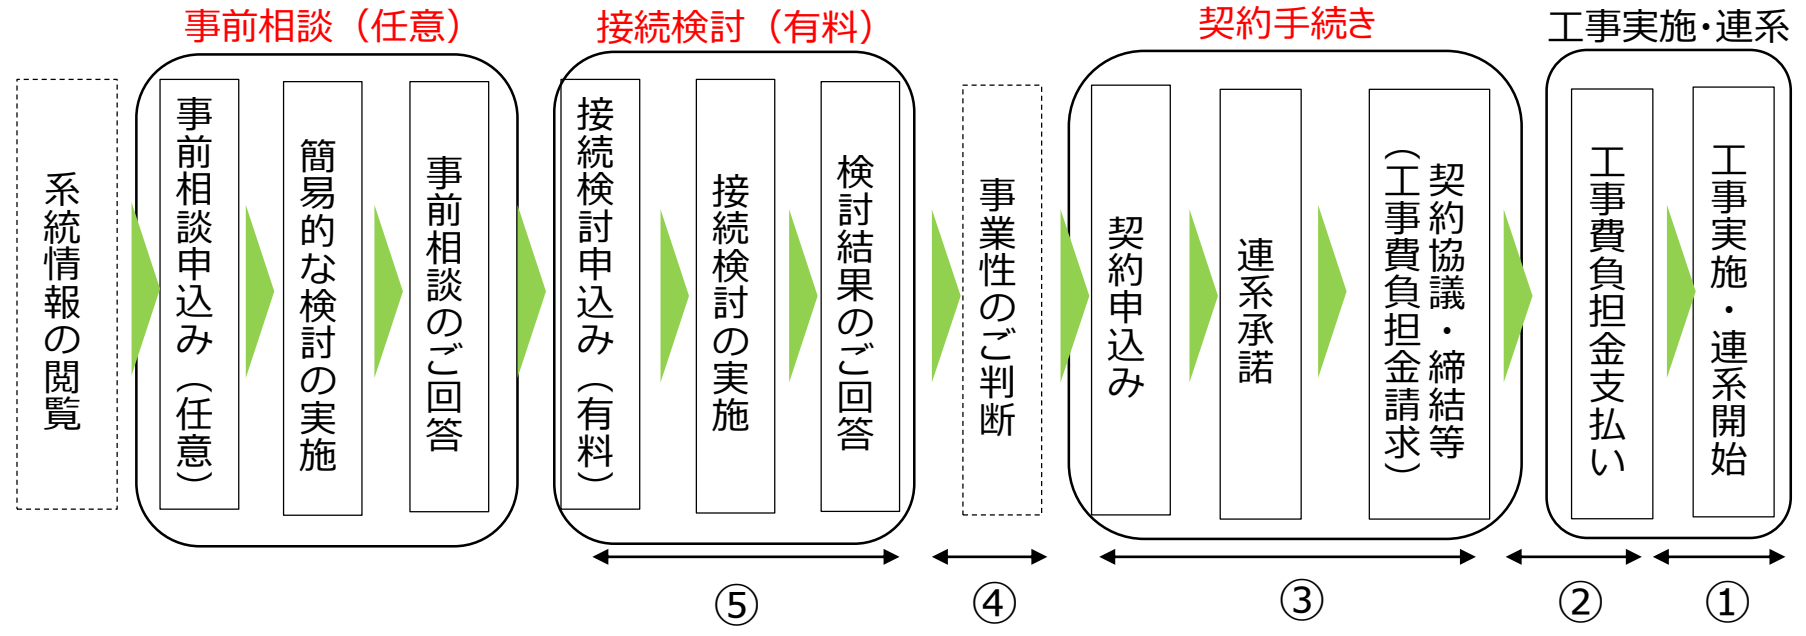 事前相談（任意）
接続検討（有料）
契約手続き
工事実施・連系
系統情報の閲覧
事前相談申込み（任意）
簡易的な検討の実施
事前相談のご回答
接続検討申込み（有料）
接続検討の実施
検討結果のご回答
事業性のご判断
契約申込み
連系承諾
契約協議・締結等
（工事費負担金請求）
工事費負担金支払い
工事実施・連系開始
⑤
④
③
②
①